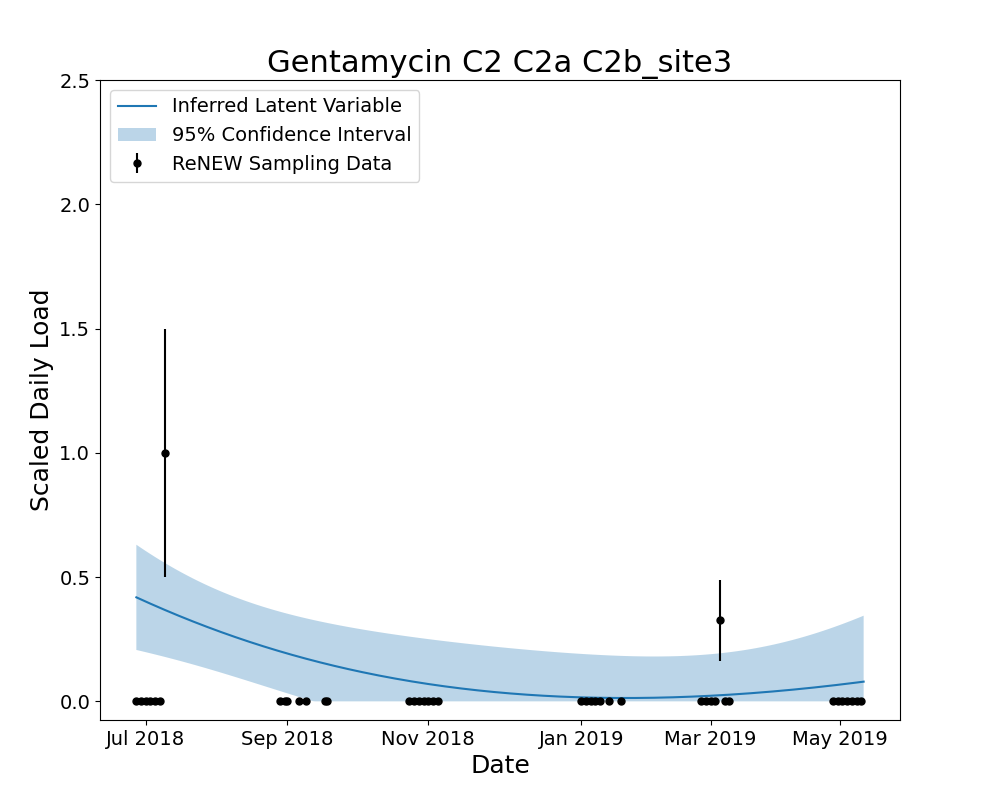 Gentamycin C2 C2a C2b_site3
2.5
Inferred Latent Variable
95% Confidence Interval
ReNEW Sampling Data
2.0
1.5
1.0
0.5
0.0
Scaled Daily Load
Jul 2018 Sep 2018 Nov 2018 Jan 2019 Mar 2019 May 2019
Date